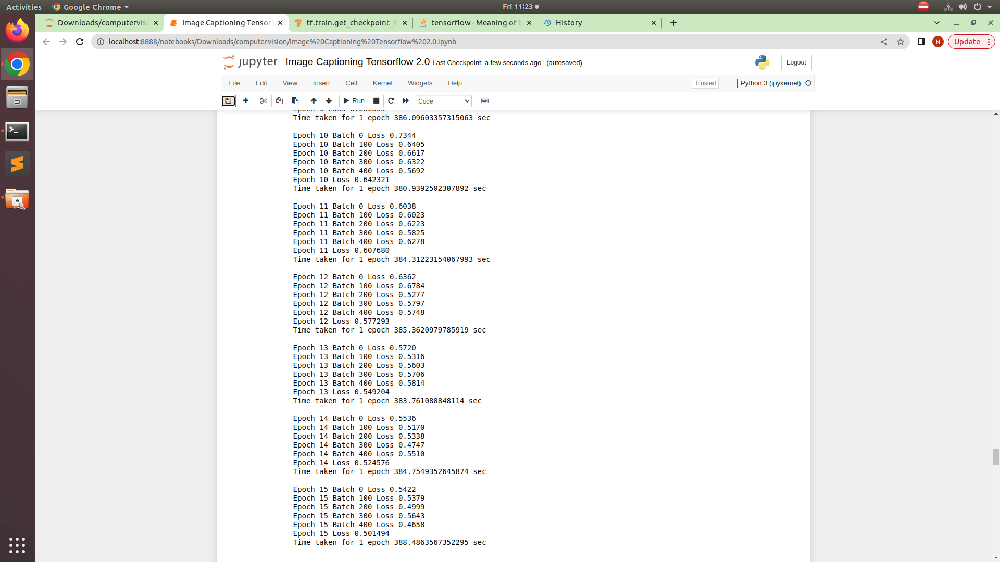 Activities
Google Chrome
Fri 11:23
Downloads/computervisi
Image Captioning Tensorf
tf.train.get_checkpoint_s
tensorflow - Meaning of b
History
localhost:8888/notebooks/Downloads/computervision/Image%20Captioning%20Tensorflow%202.0.ipynb
N
Update
jupyter
Image Captioning Tensorflow 2.0 Last Checkpoint: a few seconds ago (autosaved)
Logout
File Edit View Insert Cell Kernel Widgets Help
Trusted
Python 3 (ipykernel)
Run
Code
Time taken for 1 epoch 386.09603357315063 sec
Epoch 10 Batch 0 Loss 0.7344
Epoch 10 Batch 100 Loss 0.6405
Epoch 10 Batch 200 Loss 0.6617
Epoch 10 Batch 300 Loss 0.6322
Epoch 10 Batch 400 Loss 0.5692
Epoch 10 Loss 0.642321
Time taken for 1 epoch 380.9392502307892 sec
Epoch 11 Batch 0 Loss 0.6038
Epoch 11 Batch 100 Loss 0.6023
Epoch 11 Batch 200 Loss 0.6223
Epoch 11 Batch 300 Loss 0.5825
Epoch 11 Batch 400 Loss 0.6278
Epoch 11 Loss 0.607680
Time taken for 1 epoch 384.31223154067993 sec
Epoch 12 Batch 0 Loss 0.6362
Epoch 12 Batch 100 Loss 0.6784
Epoch 12 Batch 200 Loss 0.5277
Epoch 12 Batch 300 Loss 0.5797
Epoch 12 Batch 400 Loss 0.5748
Epoch 12 Loss 0.577293
Time taken for 1 epoch 385.3620979785919 sec
Epoch 13 Batch 0 Loss 0.5720
Epoch 13 Batch 100 Loss 0.5316
Epoch 13 Batch 200 Loss 0.5603
Epoch 13 Batch 300 Loss 0.5706
Epoch 13 Batch 400 Loss 0.5814
Epoch 13 Loss 0.549204
Time taken for 1 epoch 383.761088848114 sec
Epoch 14 Batch 0 Loss 0.5536
Epoch 14 Batch 100 Loss 0.5170
Epoch 14 Batch 200 Loss 0.5338
Epoch 14 Batch 300 Loss 0.4747
Epoch 14 Batch 400 Loss 0.5510
Epoch 14 Loss 0.524576
Time taken for 1 epoch 384.7549352645874 sec
Epoch 15 Batch 0 Loss 0.5422
Epoch 15 Batch 100 Loss 0.5379
Epoch 15 Batch 200 Loss 0.4999
Epoch 15 Batch 300 Loss 0.5643
Epoch 15 Batch 400 Loss 0.4658
Epoch 15 Loss 0.501494
Time taken for 1 epoch 388.4863567352295 sec